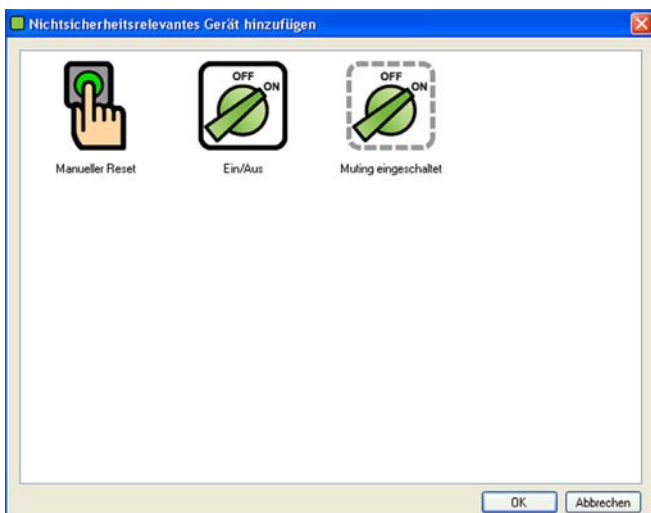 Nichtsicherheitsrelevantes Gerät hinzufügen
OFF
ON
OFF
ON
Manueller Reset
Ein/Aus
Muting eingeschaltet
OK
Abbrechen